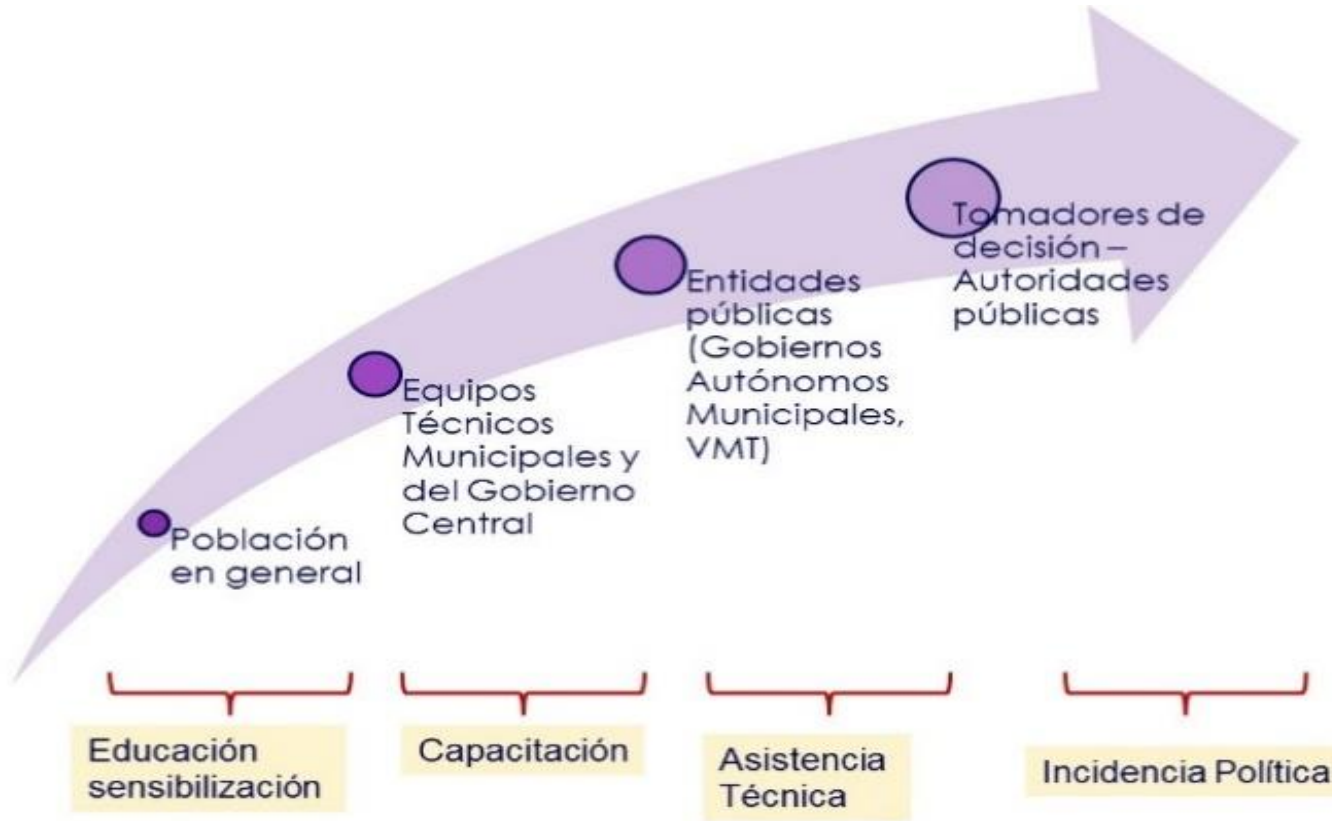 Tomadores de
decisión –
Autoridades
públicas
Entidades
públicas
(Gobiernos
Autónomos
Municipales,
VMT)
Equipos
Técnicos
Municipales y
del Gobierno
Central
Población
en general
Educación
sensibilización
Capacitación
Asistencia
Técnica
Incidencia Política